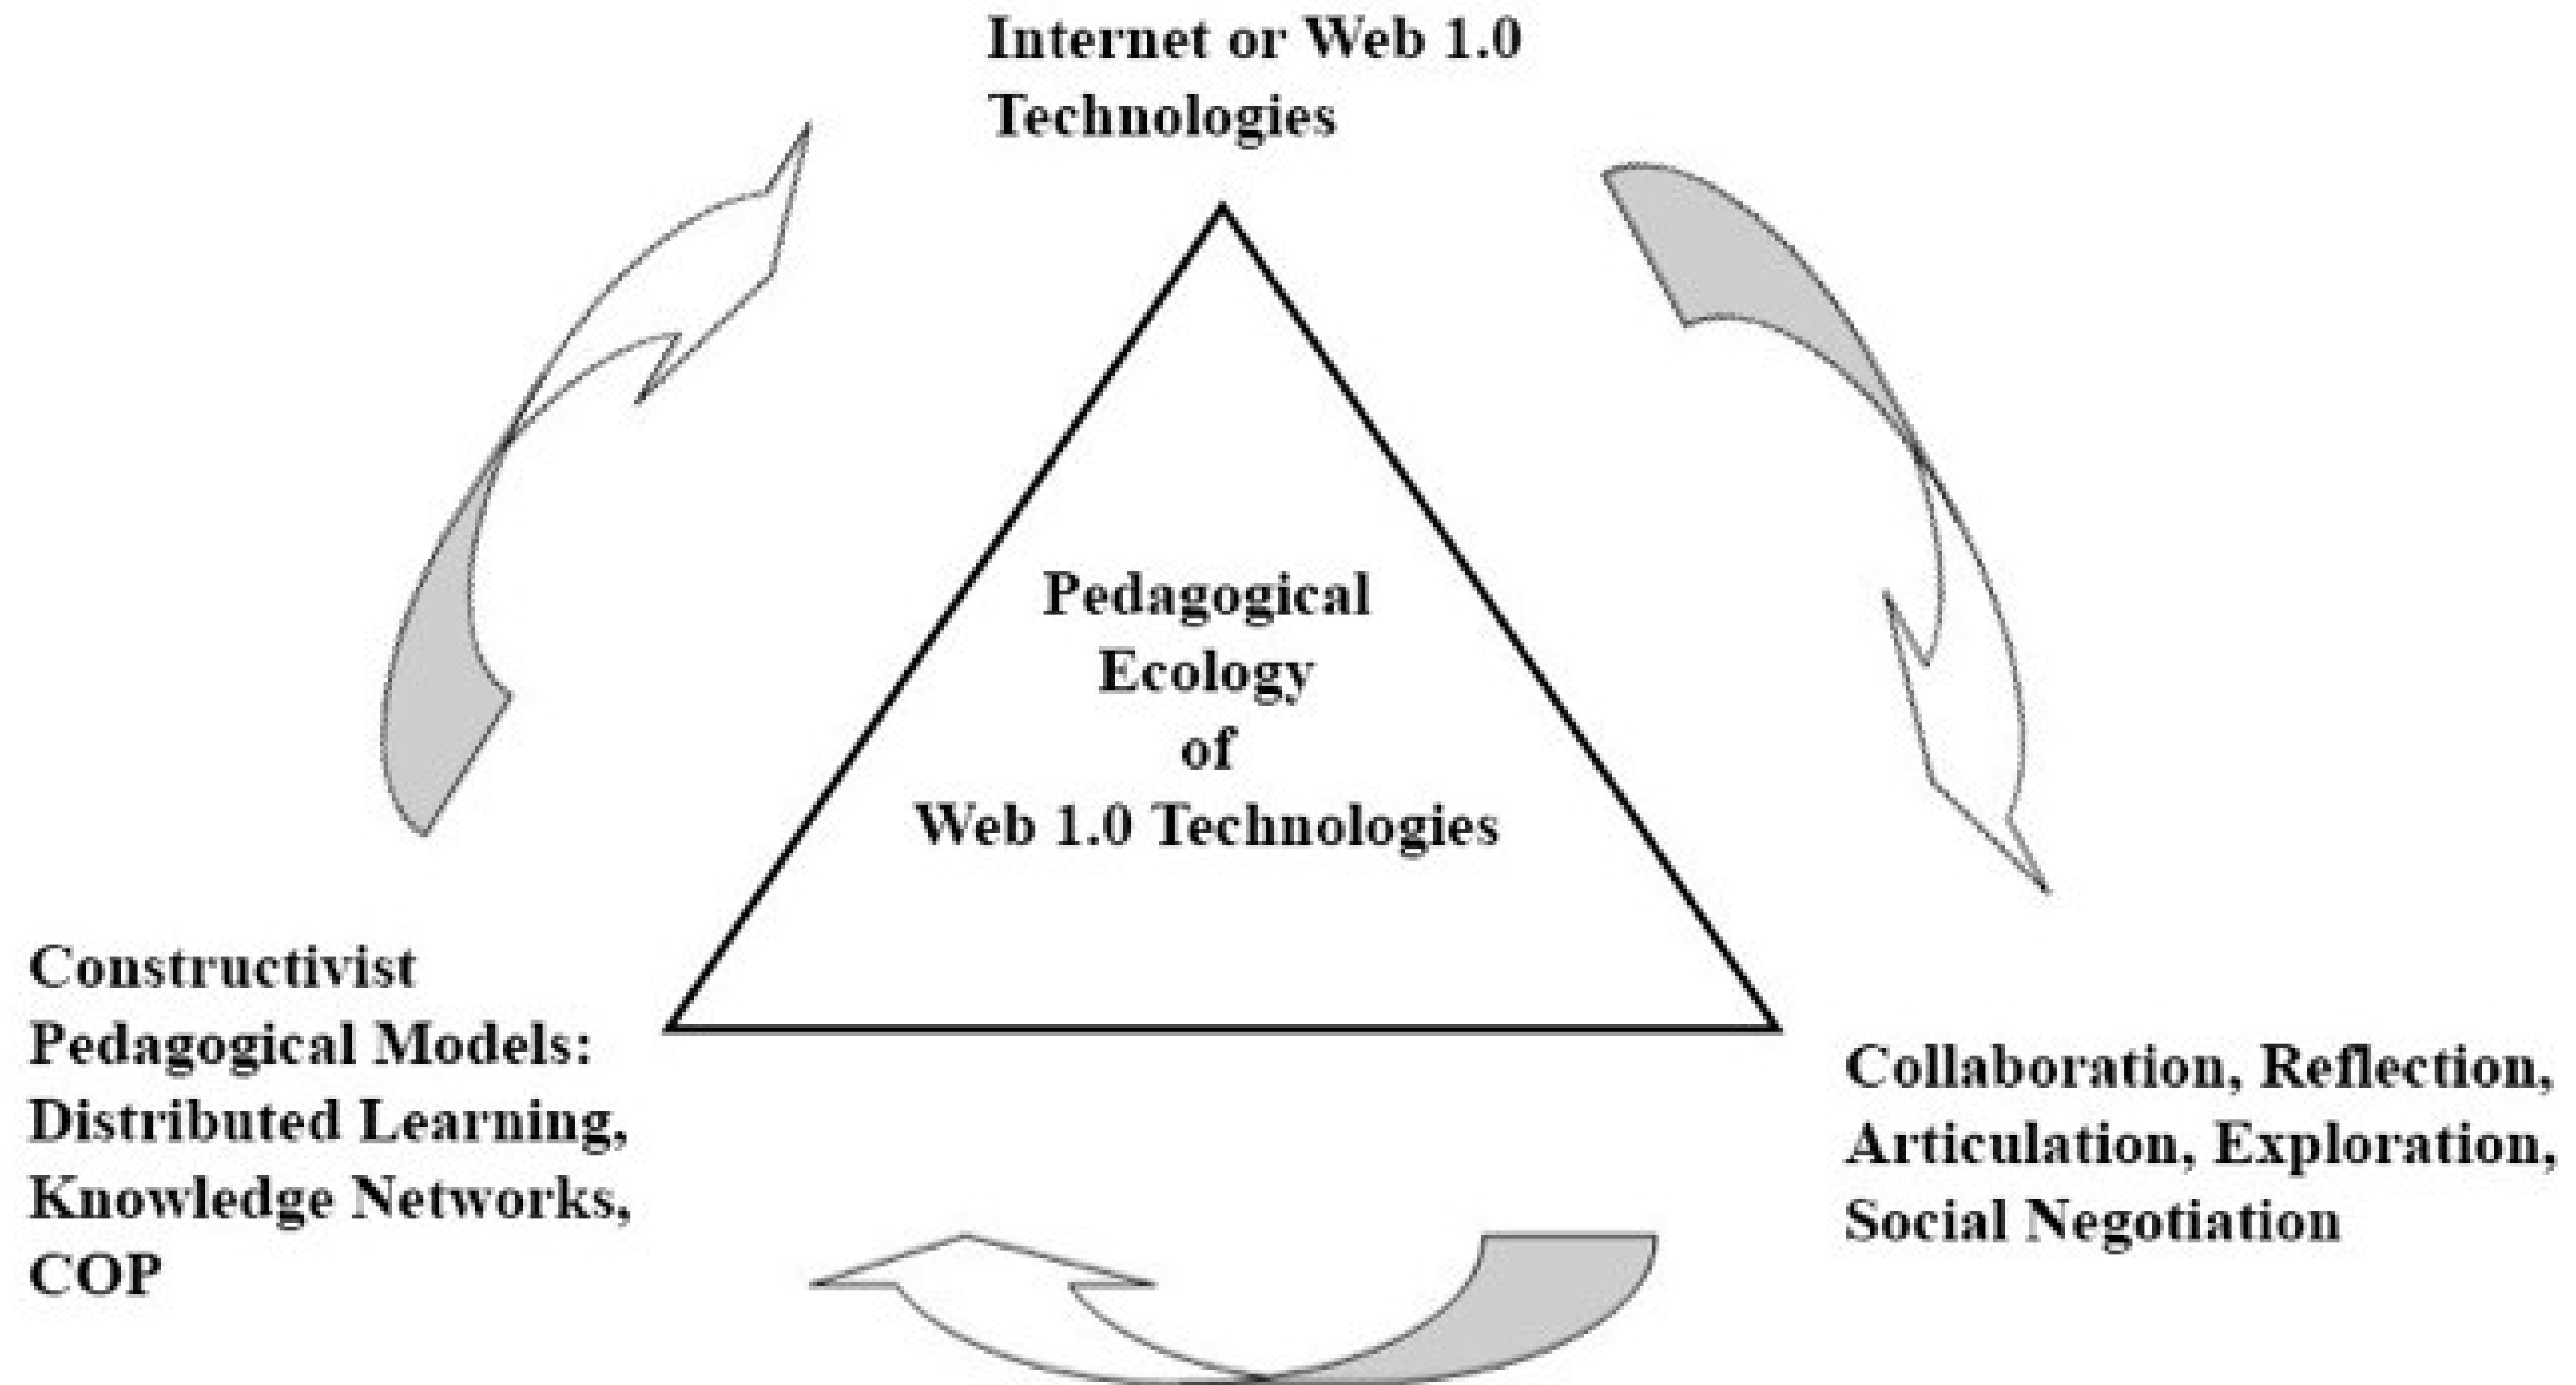 Internet or Web 1.0
Technologies
Pedagogical
Ecology
of
Web 1.0 Technologies
Constructivist
Pedagogical Models:
Distributed Learning,
Knowledge Networks,
COP
Collaboration, Reflection,
Articulation, Exploration,
Social Negotiation